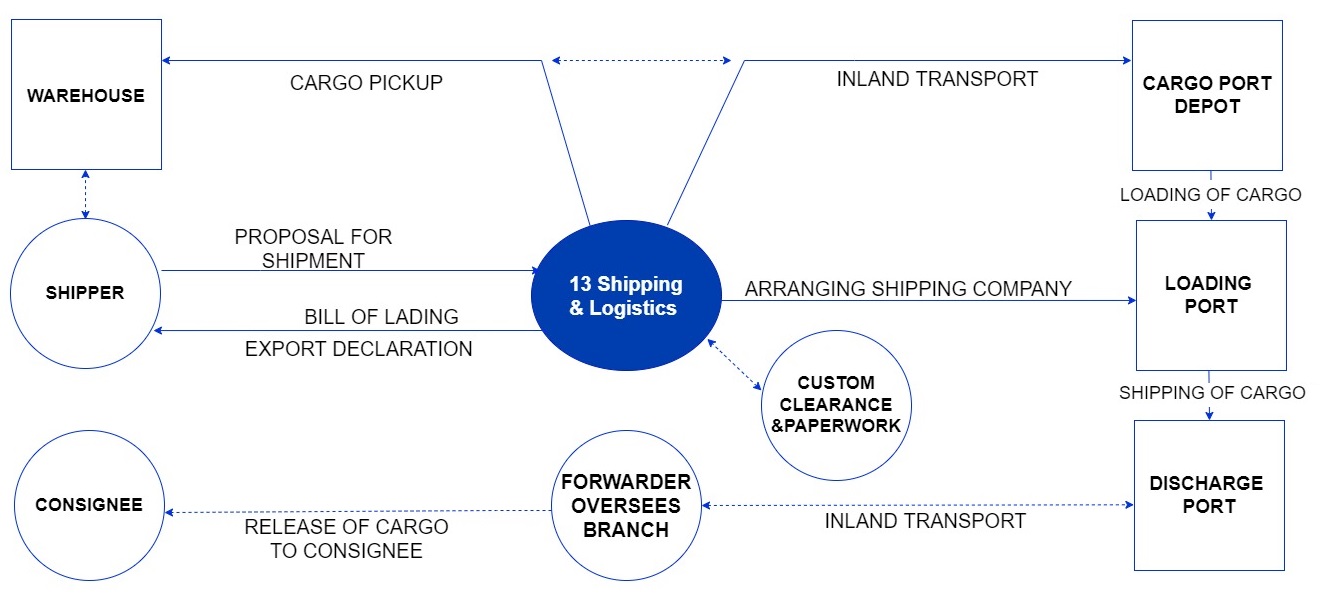 WAREHOUSE
CARGO PICKUP
INLAND TRANSPORT
CARGO PORT
DEPOT
LOADING OF CARGO
SHIPPER
PROPOSAL FOR
SHIPMENT
BILL OF LADING
EXPORT DECLARATION
13 Shipping
& Logistics
ARRANGING SHIPPING COMPANY
LOADING
PORT
CUSTOM
CLEARANCE
&PAPERWORK
SHIPPING OF CARGO
CONSIGNEE
RELEASE OF CARGO
TO CONSIGNEE
FORWARDER
OVERSEES
BRANCH
INLAND TRANSPORT
DISCHARGE
PORT